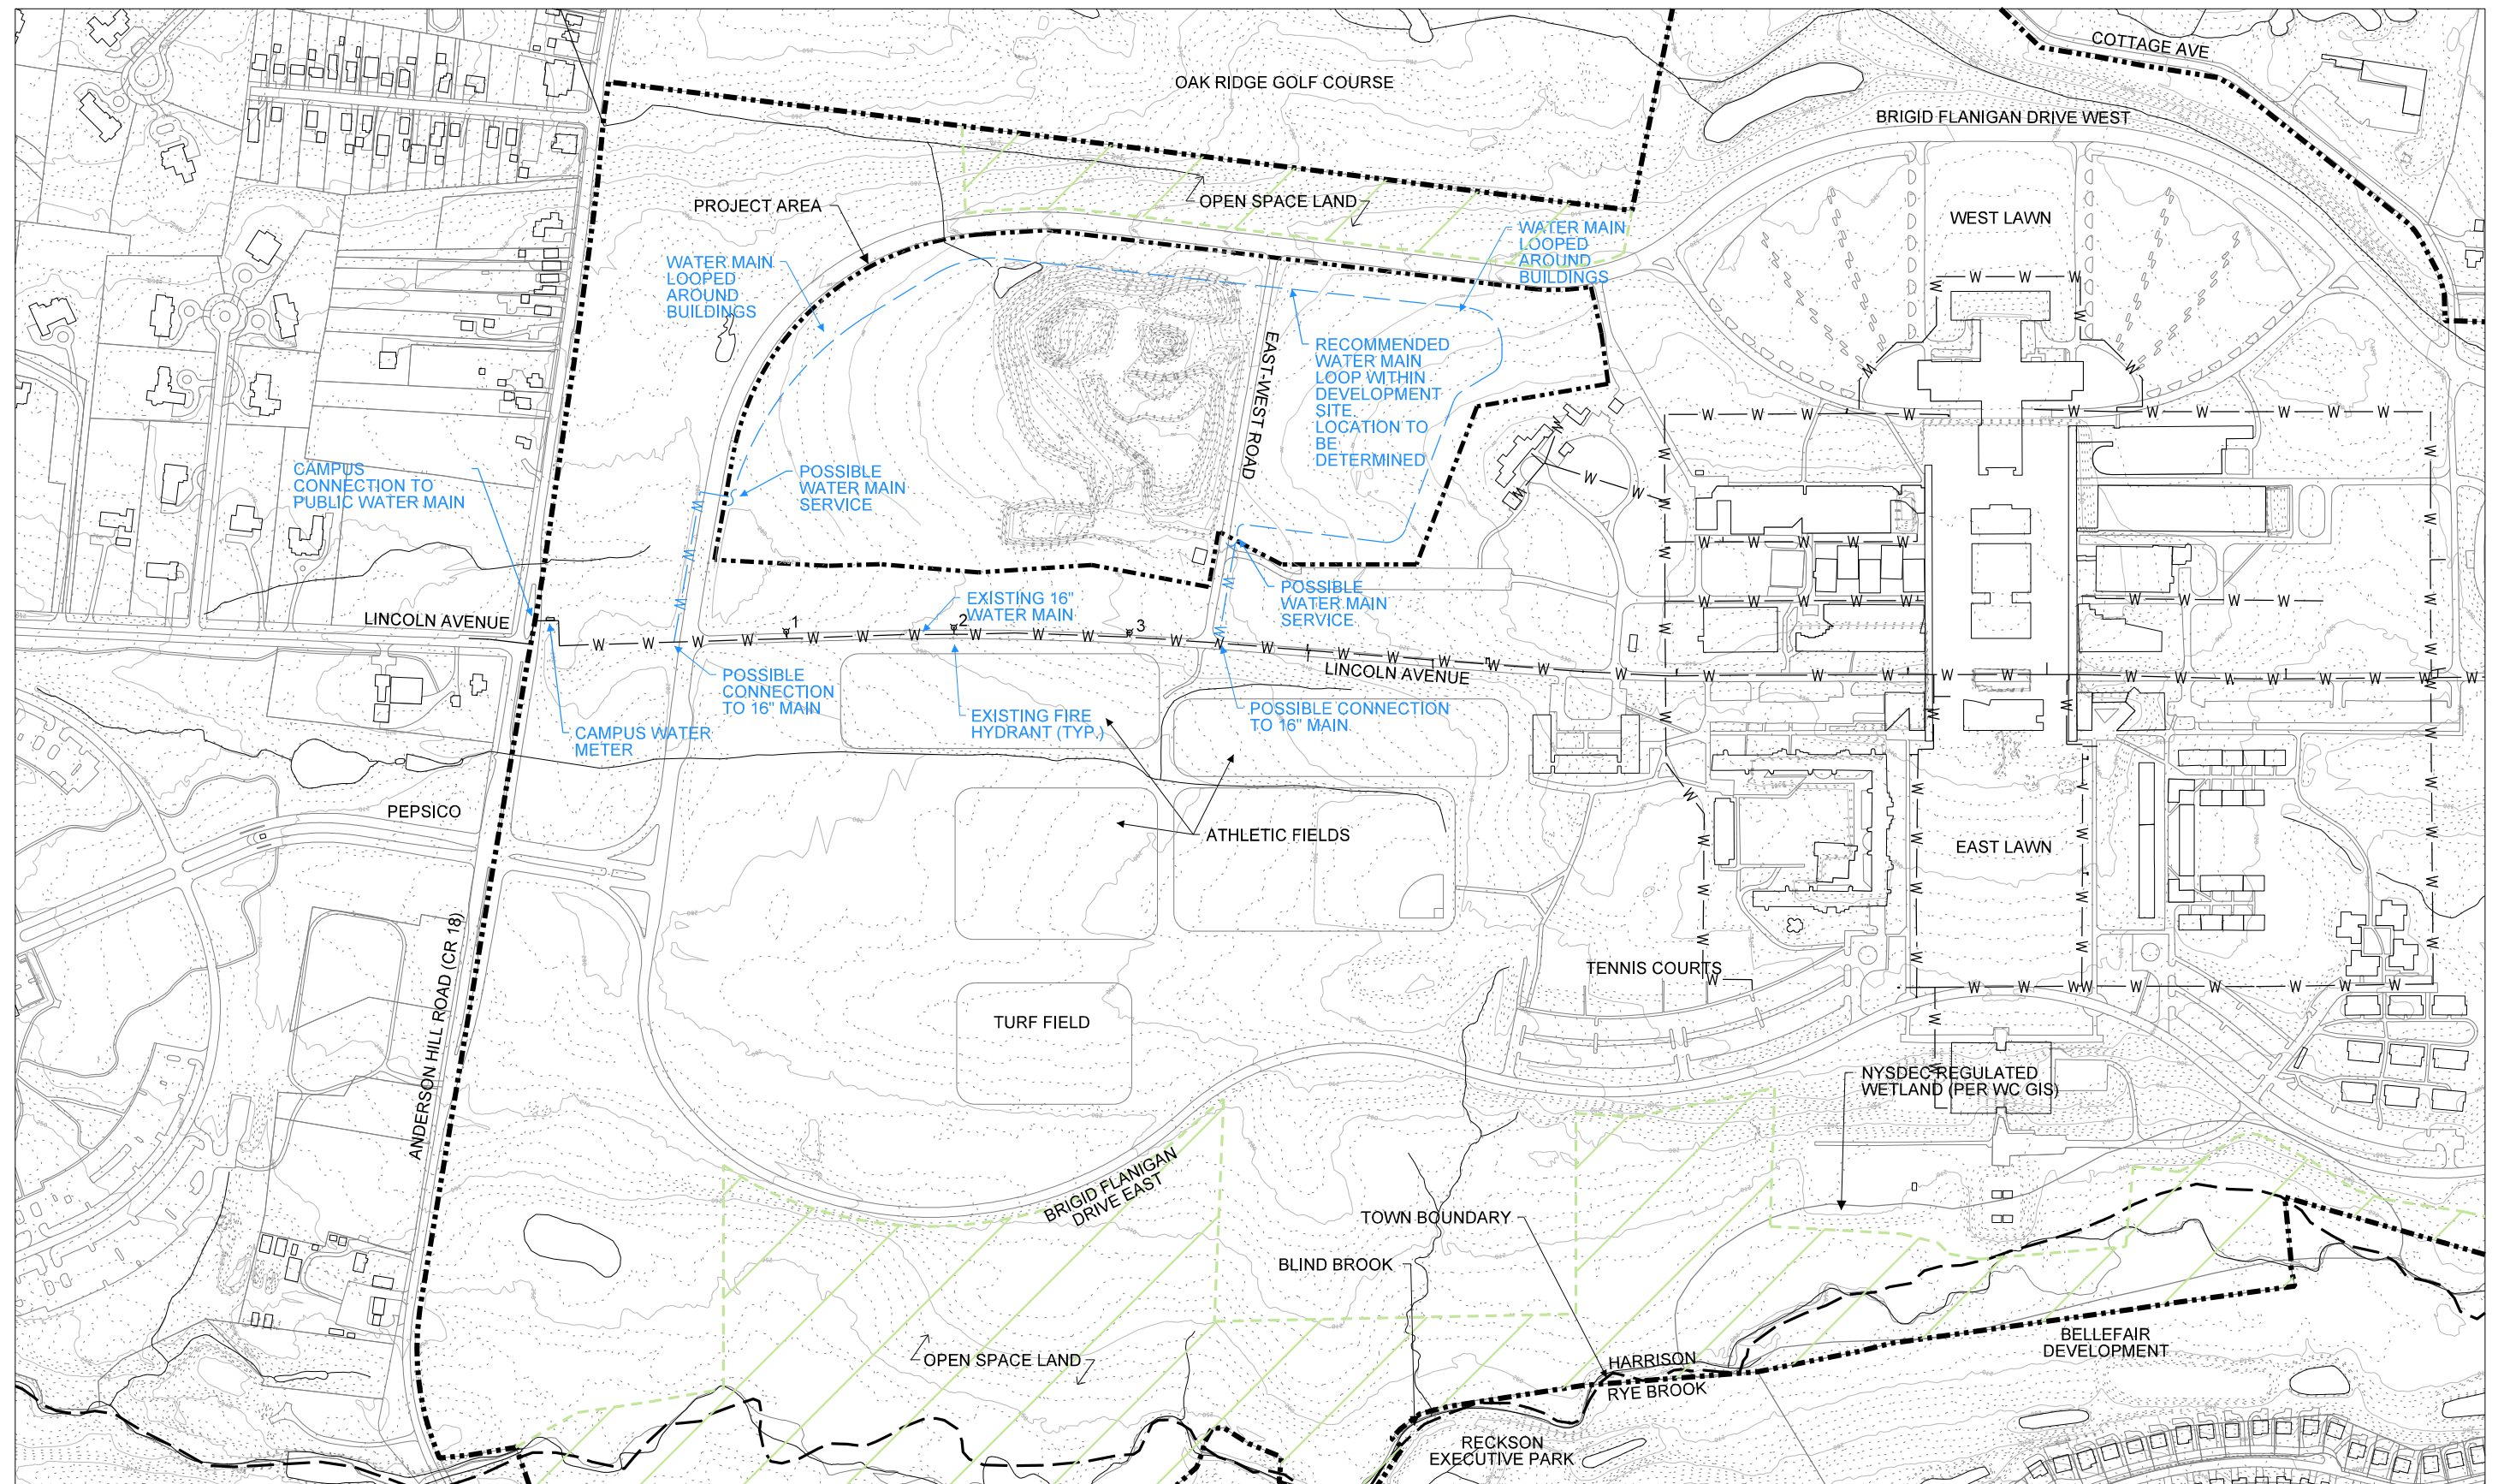 COTTAGE AVE
OAK RIDGE GOLF COURSE
BRIGID FLANIGAN DRIVE WEST
PROJECT AREA
OPEN SPACE LAND
WEST LAWN
WATER MAIN
LOOPED
AROUND
BUILDINGS
WATER MAIN
LOOPED
AROUND
BUILDINGS
EAST-WEST ROAD
RECOMMENDED
WATER MAIN
LOOP WITHIN
DEVELOPMENT
SITE.
LOCATION TO
BE
DETERMINED
CAMPUS
CONNECTION TO
PUBLIC WATER MAIN
POSSIBLE
WATER MAIN
SERVICE
POSSIBLE
WATER MAIN
SERVICE
EXISTING 16"
WATER MAIN
LINCOLN AVENUE
1
2
3
LINCOLN AVENUE
POSSIBLE
CONNECTION
TO 16" MAIN
CAMPUS WATER
METER
EXISTING FIRE
HYDRANT (TYP.)
POSSIBLE CONNECTION
TO 16" MAIN
PEPSICO
ATHLETIC FIELDS
EAST LAWN
ANDERSON HILL ROAD (CR 18)
TENNIS COURTS
TURF FIELD
NYSDEC REGULATED
WETLAND (PER WC GIS)
BRIGID FLANIGAN
DRIVE EAST
TOWN BOUNDARY
BLIND BROOK
OPEN SPACE LAND
HARRISON
RYE BROOK
BELLEFAIR
DEVELOPMENT
RECKSON
EXECUTIVE PARK